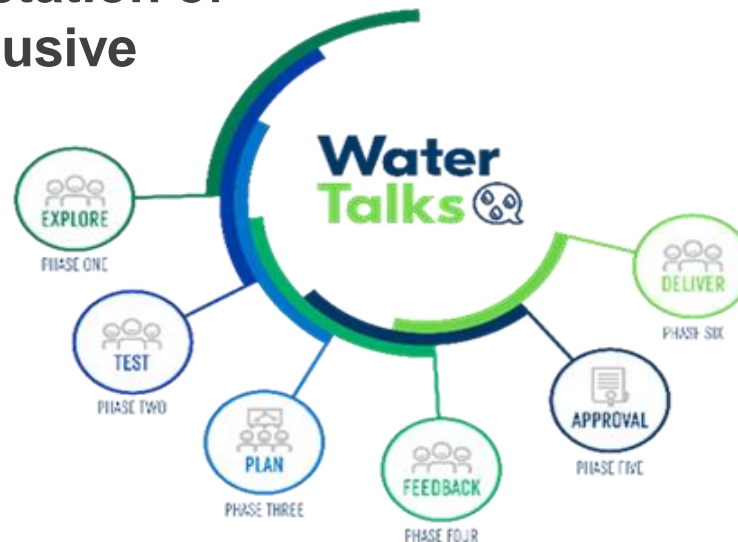 usive
Water
Talks
EXPLORE
PHASE ONE
TEST
PHASE TWO
PLAN
PHASE THREE
FEEDBACK
PHASE FOUR
APPROVAL
PHASE FIVE
DELIVER
PHASE SIX